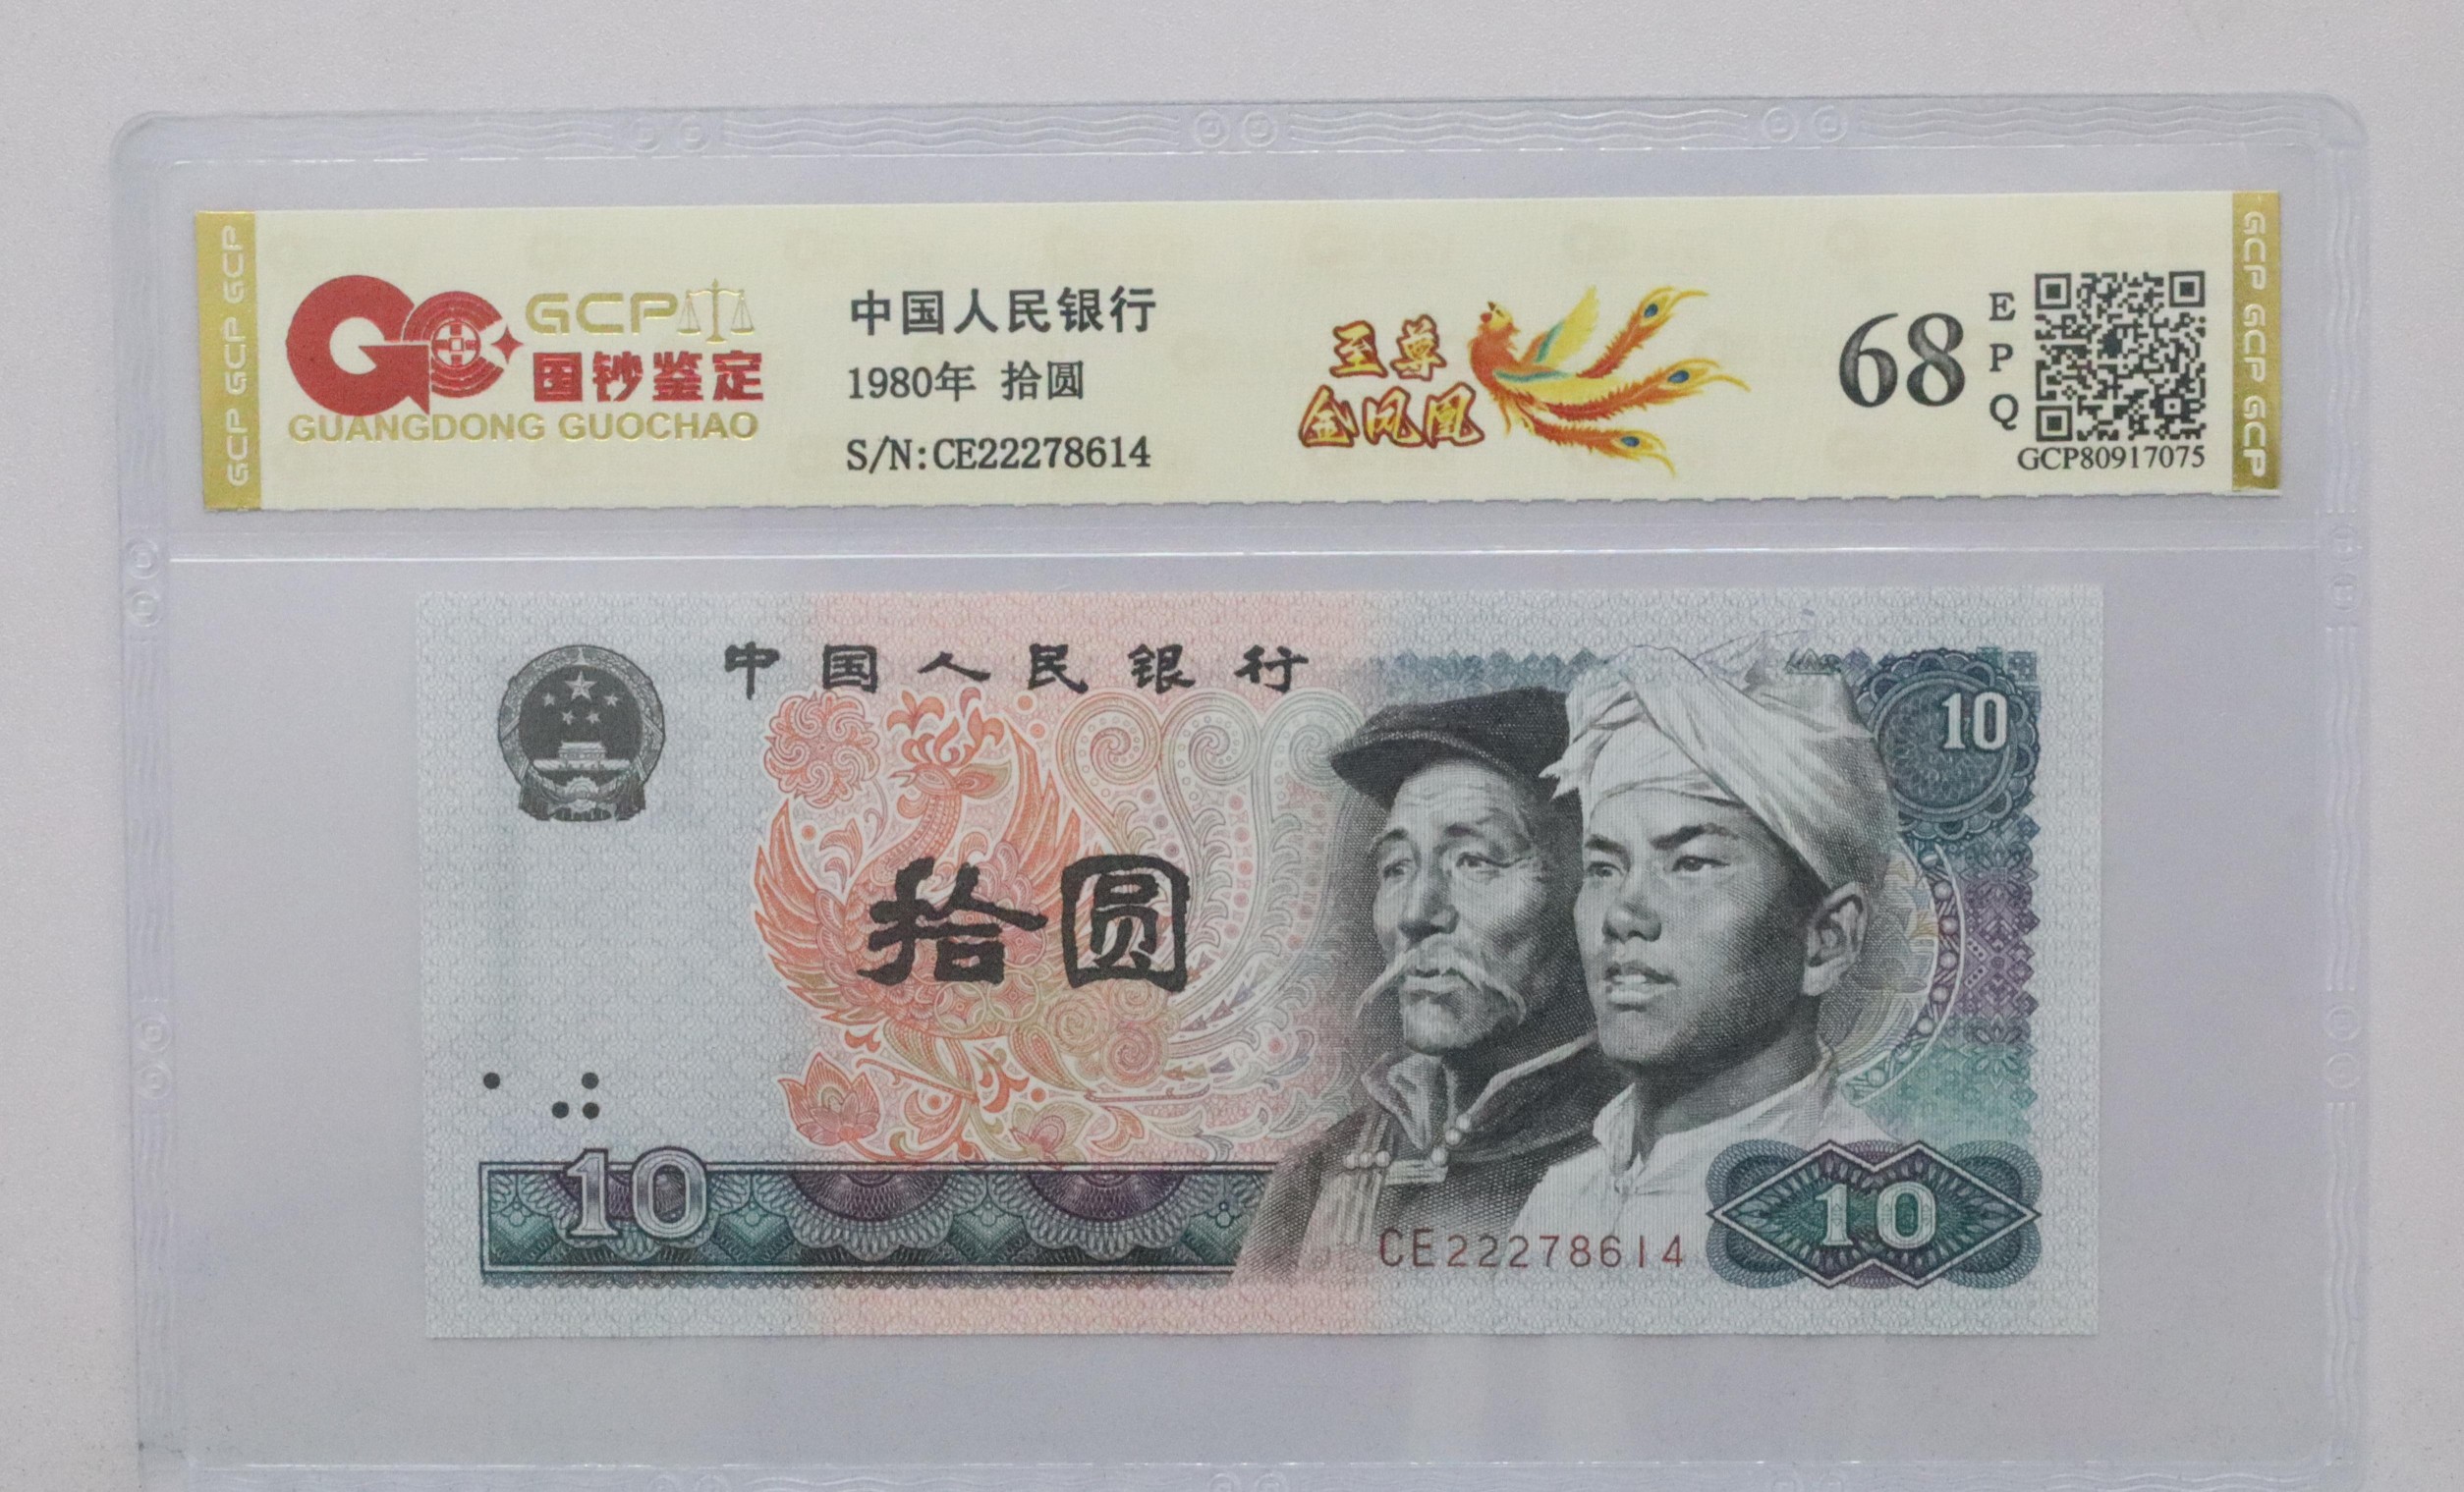 GCP GCP GCP
GCP
国钞鉴定
GUANGDONG GUOCHAO
中国人民银行
1980年 拾圆
S/N:CE22278614
至尊
金凤凰
68
E
P
Q
GCP80917075
GCP GCP GCP
中国人民银行
10
拾圆
10
CE22278614
10